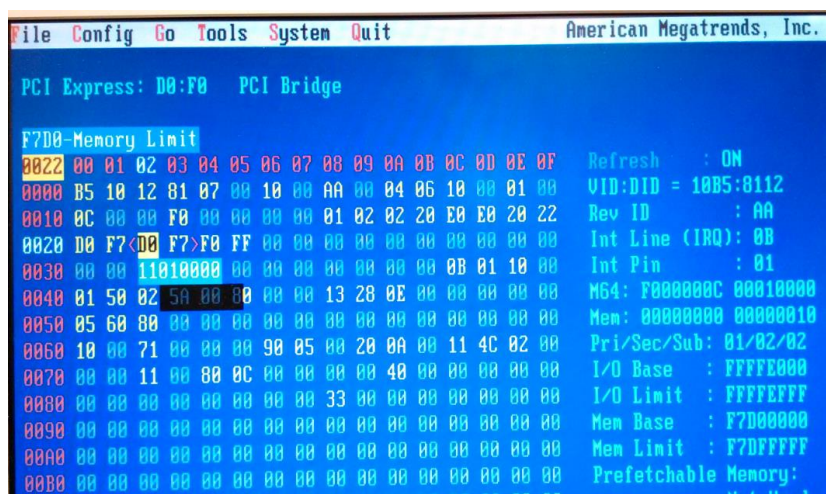 File Config Go Tools System Quit American Megatrends, Inc.
PCI Express: D0:F0 PCI Bridge
F7D0-Memory Limit
0022 00 01 02 03 04 05 06 07 08 09 0A 0B 0C 0D 0E 0F Refresh : ON
0000 B5 10 12 81 07 00 10 00 AA 00 04 06 10 00 01 00 VID:DID = 10B5:8112
0010 0C 00 00 F0 00 00 00 00 01 02 02 20 E0 E0 20 22 Rev ID : AA
0020 D0 F7<D0 F7>F0 FF 00 00 00 00 00 00 00 00 00 00 Int Line (IRQ): 0B
0030 00 00 11010000 00 00 00 00 00 00 0B 01 10 00 Int Pin : 01
0040 01 50 02 5A 00 80 00 00 13 28 0E 00 00 00 00 00 M64: F000000C 00010000
0050 05 60 80 00 00 00 00 00 00 00 00 00 00 00 00 00 Mem: 00000000 00000010
0060 10 00 71 00 00 00 90 05 00 20 0A 00 11 4C 02 00 Pri/Sec/Sub: 01/02/02
0070 00 00 11 00 80 0C 00 00 00 00 40 00 00 00 00 00 I/O Base : FFFFE000
0080 00 00 00 00 00 00 00 00 33 00 00 00 00 00 00 00 I/O Limit : FFFFEFFF
0090 00 00 00 00 00 00 00 00 00 00 00 00 00 00 00 00 Mem Base : F7D00000
00A0 00 00 00 00 00 00 00 00 00 00 00 00 00 00 00 00 Mem Limit : F7DFFFFF
00B0 00 00 00 00 00 00 00 00 00 00 00 00 00 00 00 00 Prefetchable Memory: